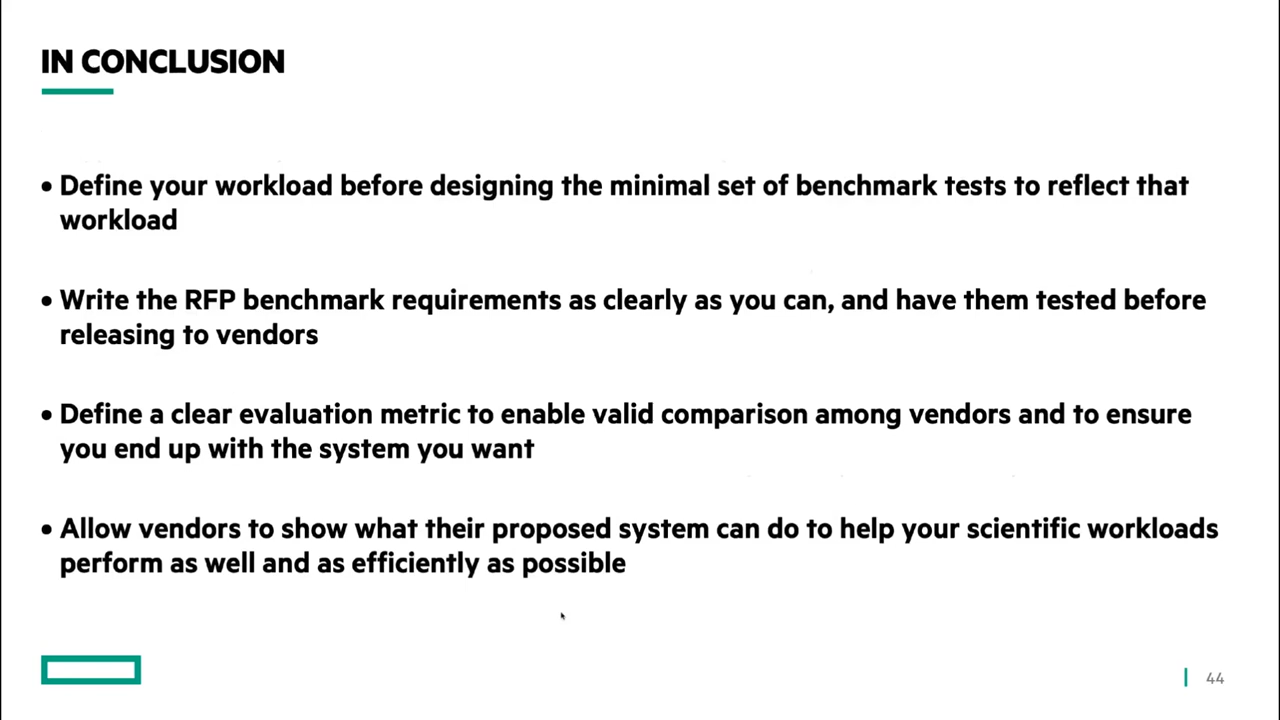 IN CONCLUSION
• Define your workload before designing the minimal set of benchmark tests to reflect that
workload
• Write the RFP benchmark requirements as clearly as you can, and have them tested before
releasing to vendors
• Define a clear evaluation metric to enable valid comparison among vendors and to ensure
you end up with the system you want
• Allow vendors to show what their proposed system can do to help your scientific workloads
perform as well and as efficiently as possible
44